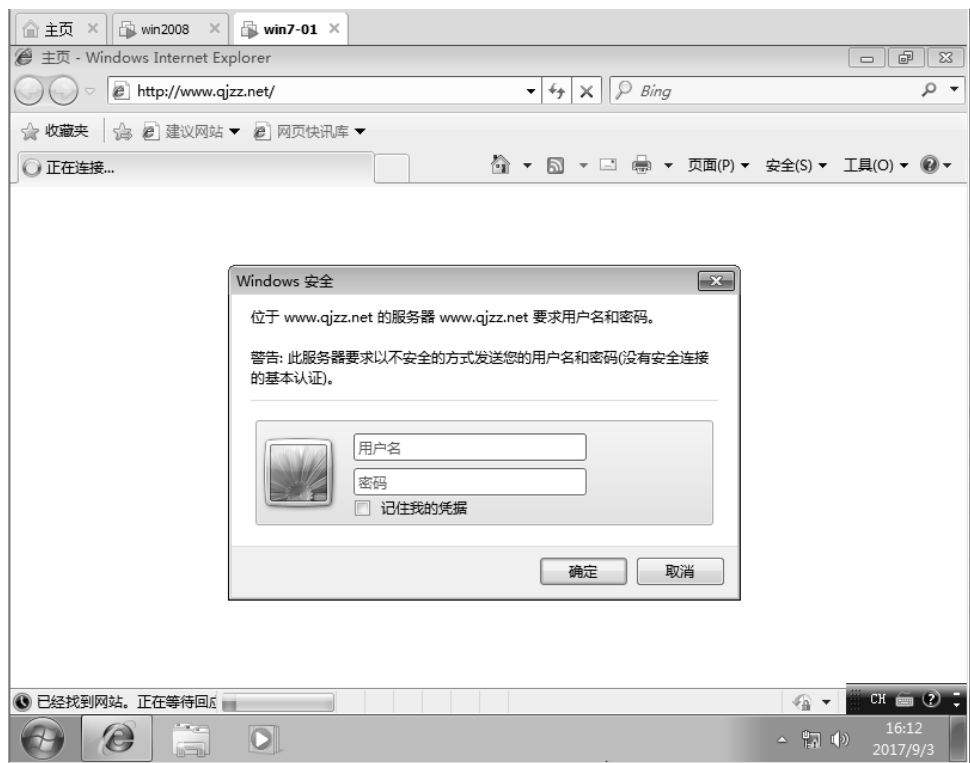 主页
win2008
win7-01
主页 - Windows Internet Explorer
http://www.qjzz.net/
Bing
收藏夹
建议网站
网页快讯库
正在连接...
页面(P)
安全(S)
工具(O)
Windows 安全
位于 www.qjzz.net 的服务器 www.qjzz.net 要求用户名和密码。
警告: 此服务器要求以不安全的方式发送您的用户名和密码(没有安全连接
的基本认证)。
用户名
密码
记住我的凭据
确定
取消
已经找到网站。正在等待回应
CH
16:12
2017/9/3